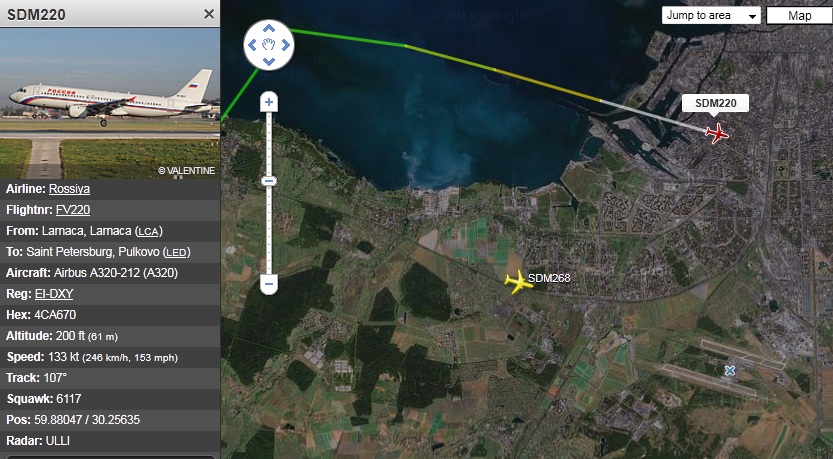 SDM220
РОССИЯ
© VALENTINE
Airline: Rossiya
Flightnr: FV220
From: Larnaca, Larnaca (LCA)
To: Saint Petersburg, Pulkovo (LED)
Aircraft: Airbus A320-212 (A320)
Reg: EI-DXY
Hex: 4CA670
Altitude: 200 ft (61 m)
Speed: 133 kt (246 km/h, 153 mph)
Track: 107°
Squawk: 6117
Pos: 59.88047 / 30.25635
Radar: ULLI
Jump to area
Map
SDM220
SDM268